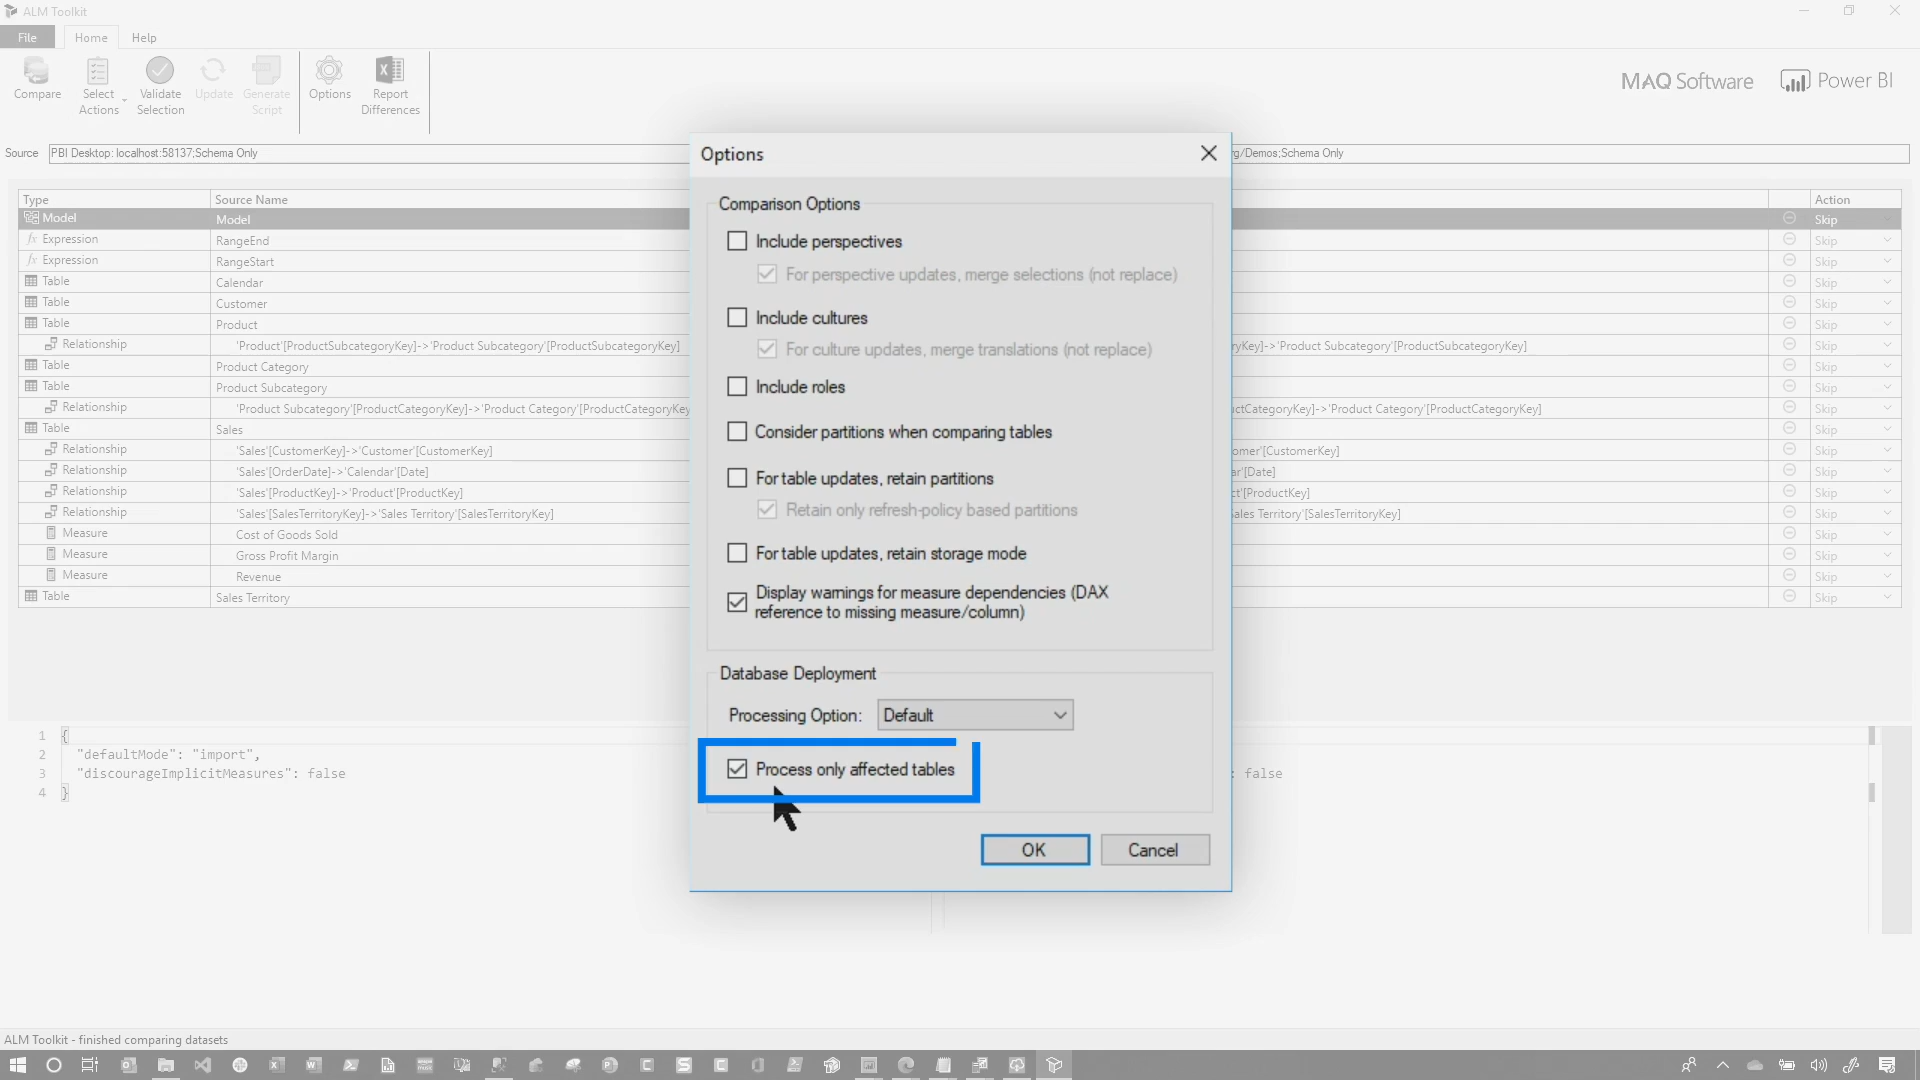 ALM Toolkit
File Home Help
Compare
Select Actions
Validate Selection
Update
Generate Script
Options
Report Differences
MAQ Software
Power BI
Source PBI Desktop: localhost:58137;Schema Only
rg/Demos;Schema Only
Type Source Name Action
Model Model Skip
Expression RangeEnd Skip
Expression RangeStart Skip
Table Calendar Skip
Table Customer Skip
Table Product Skip
Relationship 'Product'[ProductSubcategoryKey]->'Product Subcategory'[ProductSubcategoryKey] ryKey]->'Product Subcategory'[ProductSubcategoryKey] Skip
Table Product Category Skip
Table Product Subcategory Skip
Relationship 'Product Subcategory'[ProductCategoryKey]->'Product Category'[ProductCategoryKey uctCategoryKey]->'Product Category'[ProductCategoryKey] Skip
Table Sales Skip
Relationship 'Sales'[CustomerKey]->'Customer'[CustomerKey] omer'[CustomerKey] Skip
Relationship 'Sales'[OrderDate]->'Calendar'[Date] ar'[Date] Skip
Relationship 'Sales'[ProductKey]->'Product'[ProductKey] ct'[ProductKey] Skip
Relationship 'Sales'[SalesTerritoryKey]->'Sales Territory'[SalesTerritoryKey] ales Territory'[SalesTerritoryKey] Skip
Measure Cost of Goods Sold Skip
Measure Gross Profit Margin Skip
Measure Revenue Skip
Table Sales Territory Skip
Options
Comparison Options
Include perspectives
For perspective updates, merge selections (not replace)
Include cultures
For culture updates, merge translations (not replace)
Include roles
Consider partitions when comparing tables
For table updates, retain partitions
Retain only refresh-policy based partitions
For table updates, retain storage mode
Display warnings for measure dependencies (DAX
reference to missing measure/column)
Database Deployment
Processing Option: Default
Process only affected tables
OK Cancel
1 {
2 "defaultMode": "import",
3 "discourageImplicitMeasures": false
4 }
: false
ALM Toolkit - finished comparing datasets